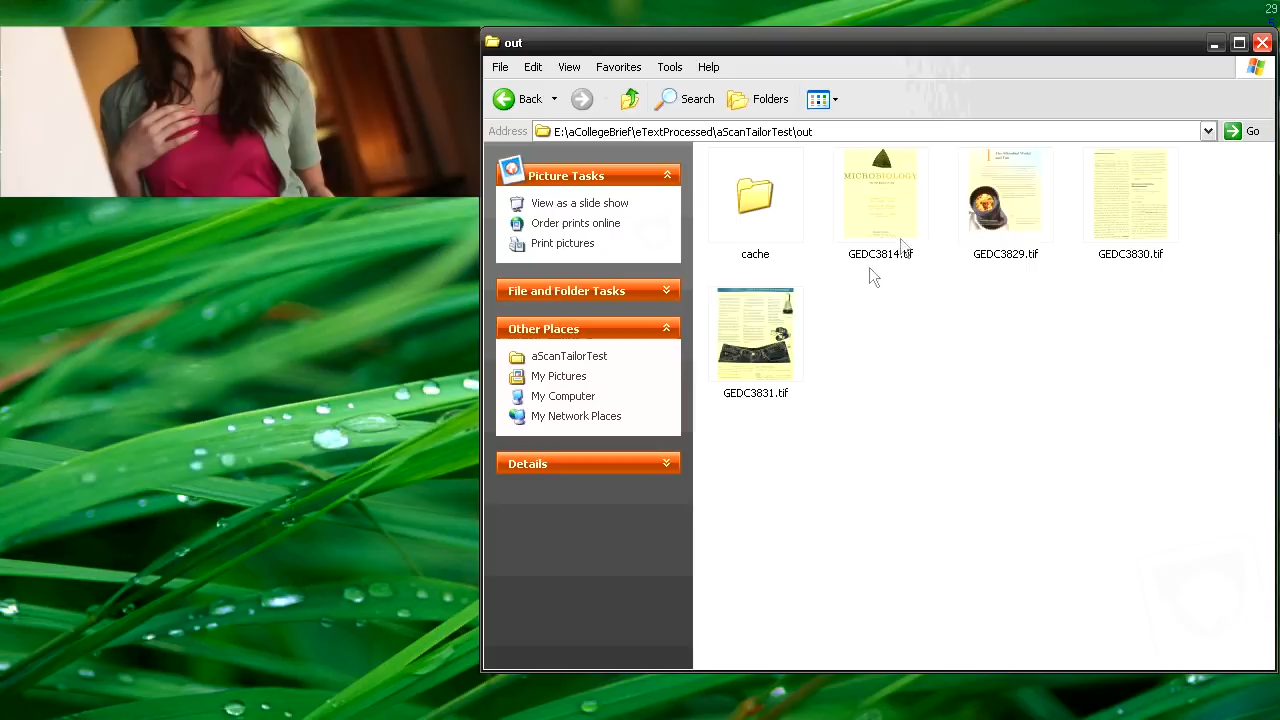 29
out
File Edit View Favorites Tools Help
Back Search Folders
Address E:\aCollegeBrief\eTextProcessed\aScanTailorTest\out Go
Picture Tasks
View as a slide show
Order prints online
Print pictures
File and Folder Tasks
Other Places
aScanTailorTest
My Pictures
My Computer
My Network Places
Details
MICROBIOLOGY
cache
GEDC3814.tif
GEDC3829.tif
GEDC3830.tif
GEDC3831.tif